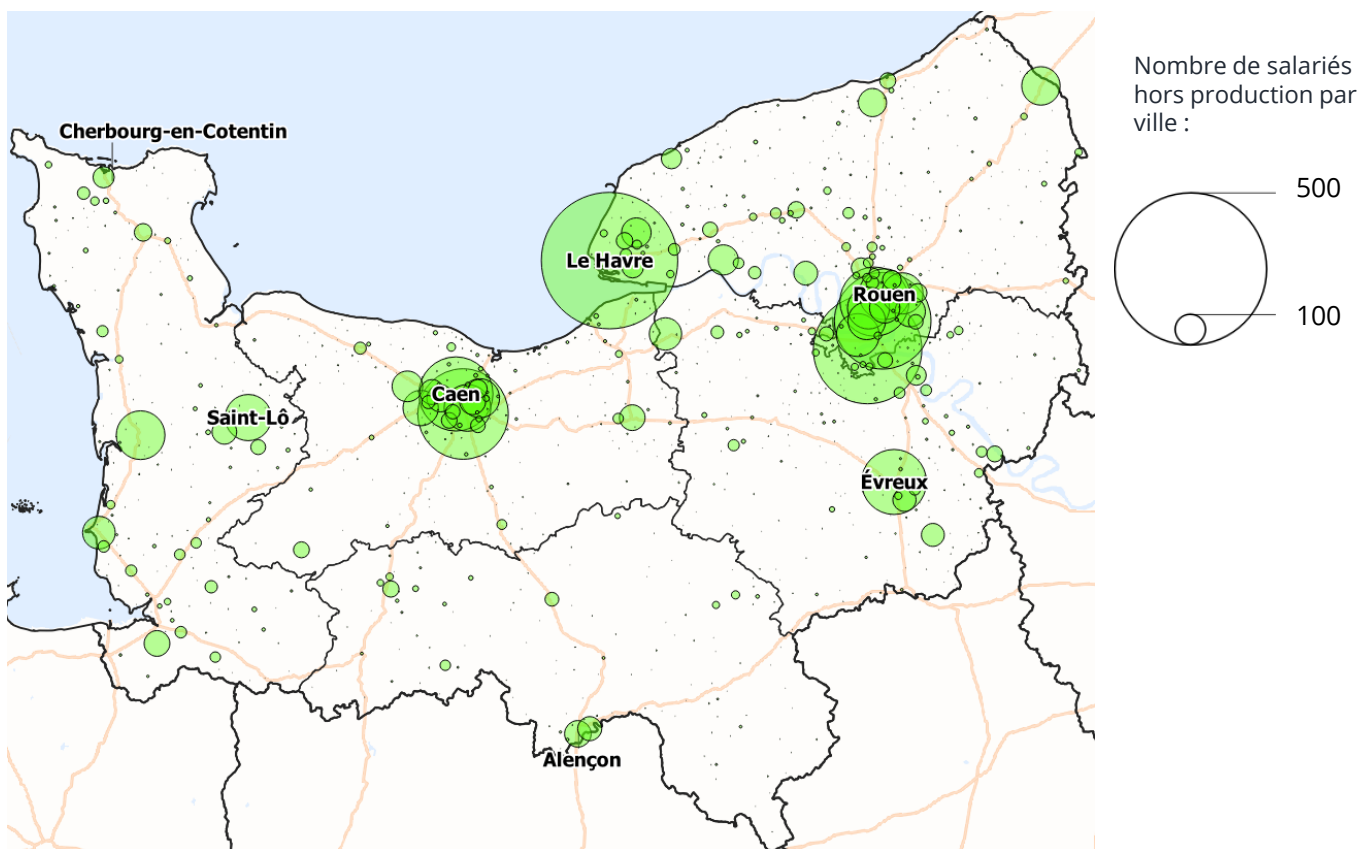 Nombre de salariés
hors production par
ville :
500
100
Cherbourg-en-Cotentin
Le Havre
Rouen
Caen
Saint-Lô
Évreux
Alençon